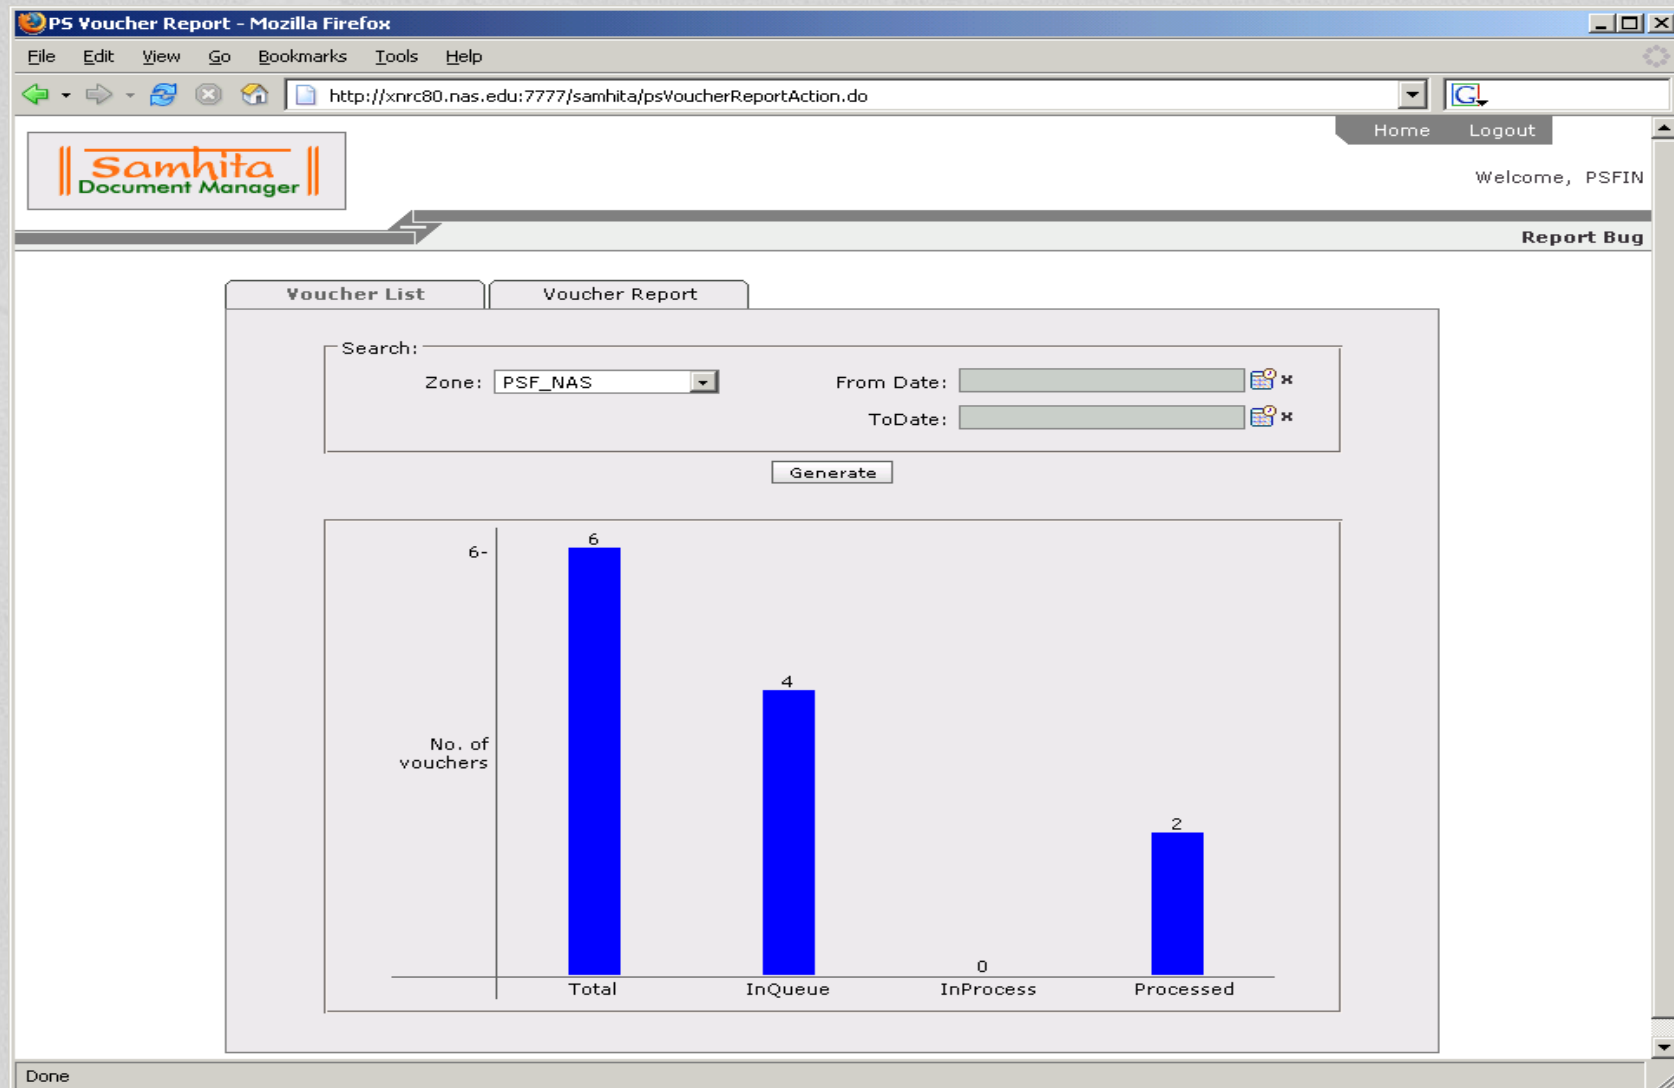 PS Voucher Report - Mozilla Firefox
File Edit View Go Bookmarks Tools Help
http://xnrc80.nas.edu:7777/samhita/psVoucherReportAction.do
G
Home Logout
Samhita
Document Manager
Welcome, PSFIN
Report Bug
Voucher List Voucher Report
Search:
Zone: PSF_NAS From Date:
ToDate:
Generate
6-
6
4
No. of
vouchers
2
0
Total InQueue InProcess Processed
Done